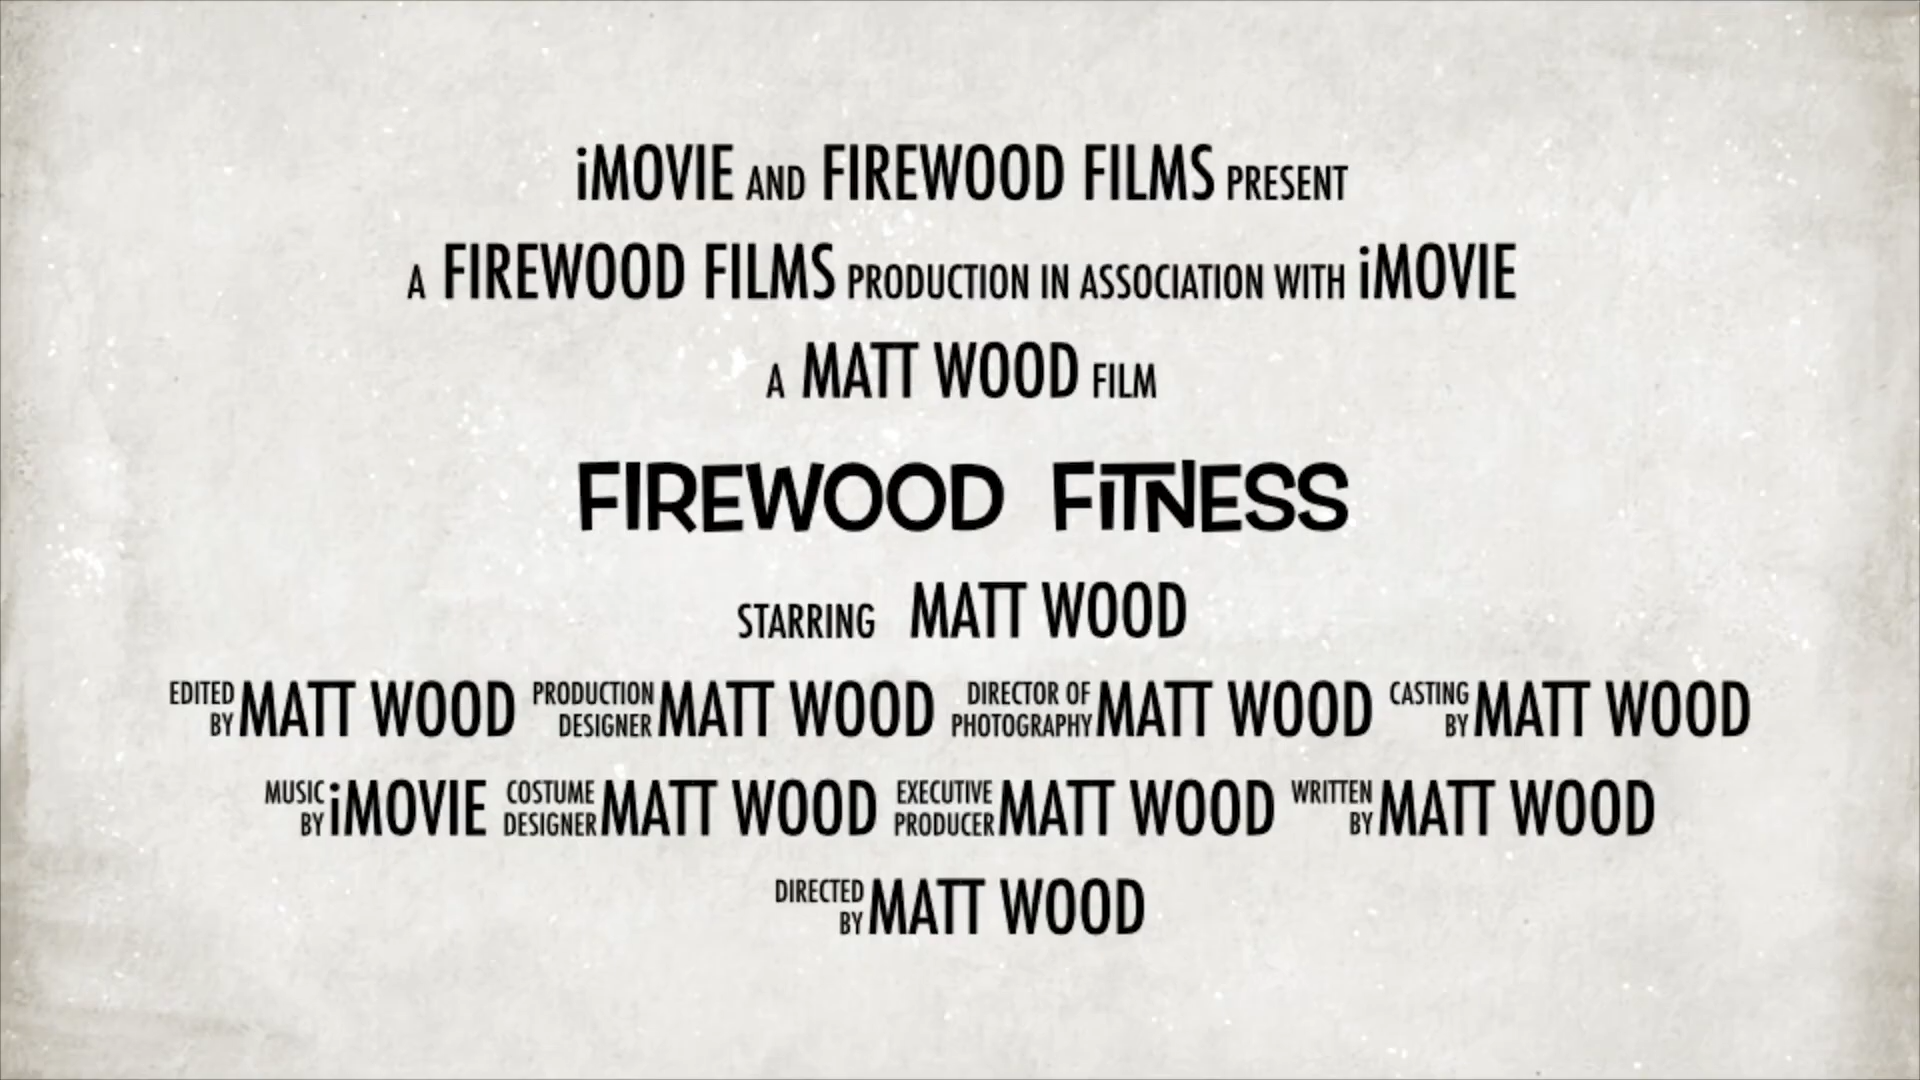 iMOVIE AND FIREWOOD FILMS PRESENT
A FIREWOOD FILMS PRODUCTION IN ASSOCIATION WITH iMOVIE
A MATT WOOD FILM
FIREWOOD FiTNESS
STARRING MATT WOOD
EDITED BY MATT WOOD PRODUCTION DESIGNER MATT WOOD DIRECTOR OF PHOTOGRAPHY MATT WOOD CASTING BY MATT WOOD
MUSIC BY iMOVIE COSTUME DESIGNER MATT WOOD EXECUTIVE PRODUCER MATT WOOD WRITTEN BY MATT WOOD
DIRECTED BY MATT WOOD